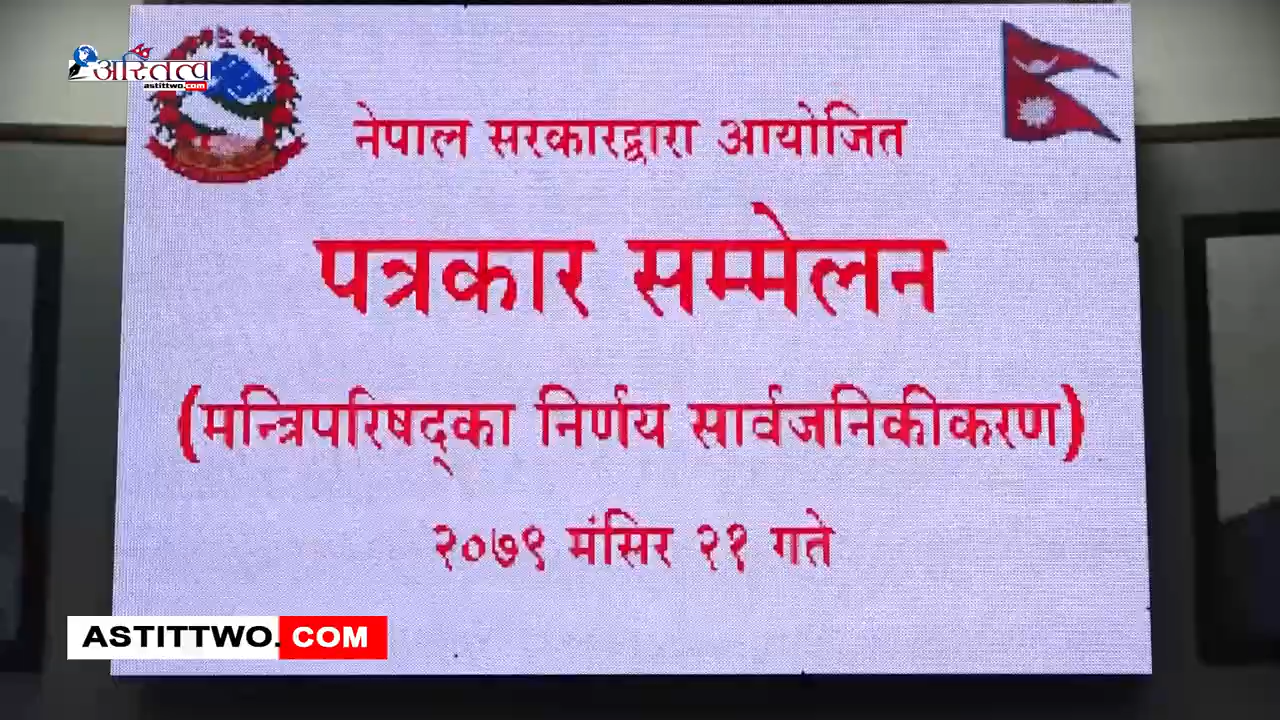 अस्तित्व
astittwo.com
नेपाल सरकारद्वारा आयोजित
पत्रकार सम्मेलन
(मन्त्रिपरिषद्का निर्णय सार्वजनिकीकरण)
२०७९ मंसिर २१ गते
ASTITTWO.COM